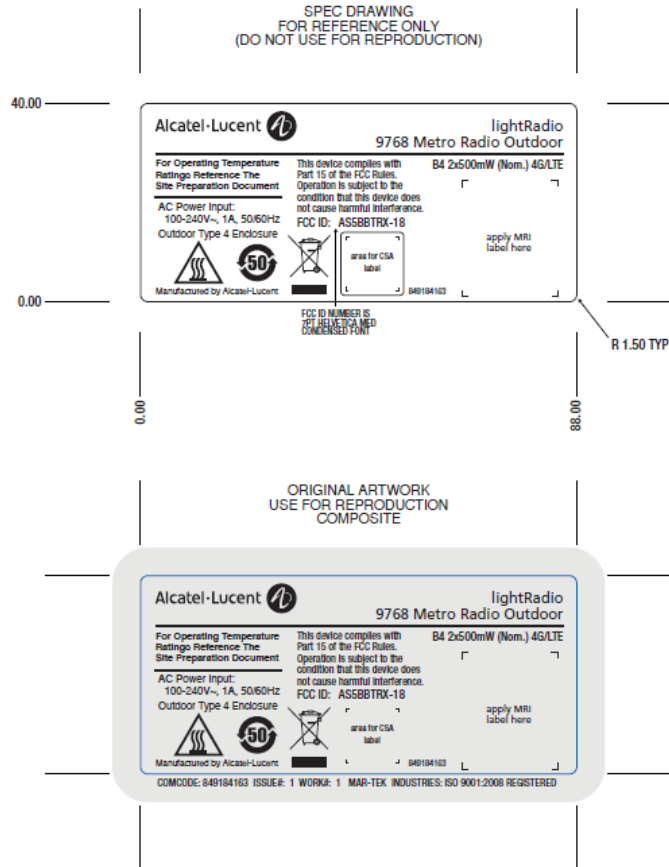 SPEC DRAWING
FOR REFERENCE ONLY
(DO NOT USE FOR REPRODUCTION)
40.00
Alcatel·Lucent
lightRadio
9768 Metro Radio Outdoor
For Operating Temperature
Ratings Reference The
Site Preparation Document
This device complies with
Part 15 of the FCC Rules.
Operation is subject to the
condition that this device does
not cause harmful interference.
B4 2x500mW (Nom.) 4G/LTE
AC Power Input:
100-240V~, 1A, 50/60Hz
Outdoor Type 4 Enclosure
FCC ID: AS5BBTRX-18
50
area for CSA
label
apply MRI
label here
Manufactured by Alcatel-Lucent
849184163
0.00
FCC ID NUMBER IS
7PT HELVETICA MED
CONDENSED FONT
R 1.50 TYP
0.00
88.00
ORIGINAL ARTWORK
USE FOR REPRODUCTION
COMPOSITE
Alcatel·Lucent
lightRadio
9768 Metro Radio Outdoor
For Operating Temperature
Ratings Reference The
Site Preparation Document
This device complies with
Part 15 of the FCC Rules.
Operation is subject to the
condition that this device does
not cause harmful interference.
B4 2x500mW (Nom.) 4G/LTE
AC Power Input:
100-240V~, 1A, 50/60Hz
Outdoor Type 4 Enclosure
FCC ID: AS5BBTRX-18
50
area for CSA
label
apply MRI
label here
Manufactured by Alcatel-Lucent
849184163
COMCODE: 849184163 ISSUE#: 1 WORK#: 1 MAR-TEK INDUSTRIES: ISO 9001:2008 REGISTERED